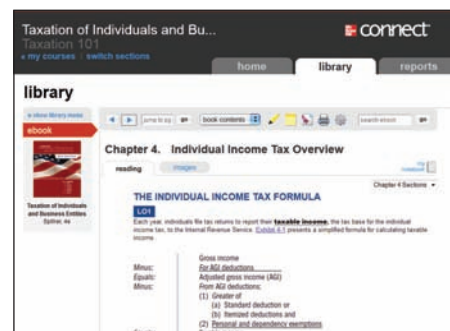 Taxation of Individuals and Bu...
Taxation 101
my courses | switch sections
connect
home
library
reports
library
ebook
book contents
Chapter 4. Individual Income Tax Overview
reading
images
Chapter 4 Sections
Taxation of Individuals
and Business Entities
Spilker, 4e
THE INDIVIDUAL INCOME TAX FORMULA
LO1
Each year, individuals file tax returns to report their taxable income, the tax base for the individual
income tax, to the Internal Revenue Service. Exhibit 4.1 presents a simplified formula for calculating taxable
income.
Gross income
Minus: For AGI deductions
Equals: Adjusted gross income (AGI)
Minus: From AGI deductions:
(1) Greater of
(a) Standard deduction or
(b) Itemized deductions and
(2) Personal and dependency exemptions